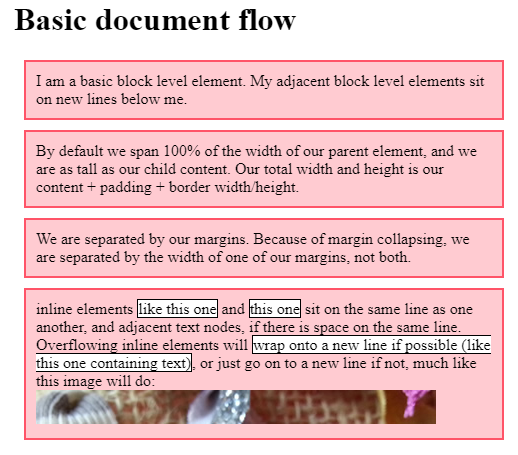 Basic document flow
I am a basic block level element. My adjacent block level elements sit
on new lines below me.
By default we span 100% of the width of our parent element, and we
are as tall as our child content. Our total width and height is our
content + padding + border width/height.
We are separated by our margins. Because of margin collapsing, we
are separated by the width of one of our margins, not both.
inline elements like this one and this one sit on the same line as one
another, and adjacent text nodes, if there is space on the same line.
Overflowing inline elements will wrap onto a new line if possible (like
this one containing text), or just go on to a new line if not, much like
this image will do: